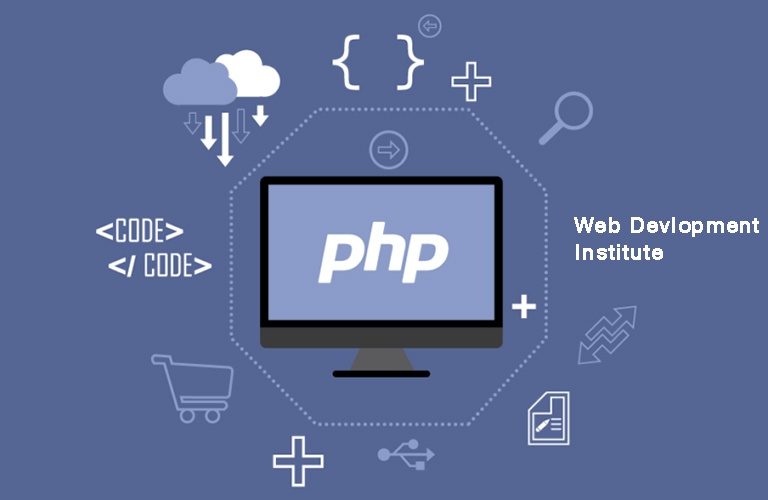 { }
<CODE>
</ CODE>
php
Web Devlopment
Institute